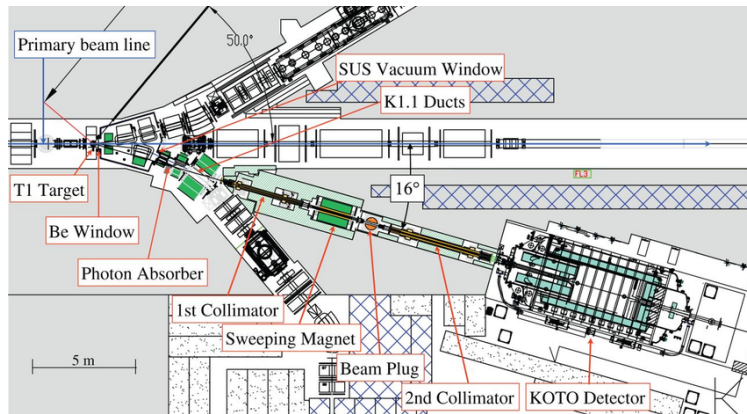 Primary beam line
50.0°
SUS Vacuum Window
K1.1 Ducts
T1 Target
16°
FL3
Be Window
Photon Absorber
1st Collimator
Sweeping Magnet
5 m
Beam Plug
2nd Collimator
KOTO Detector